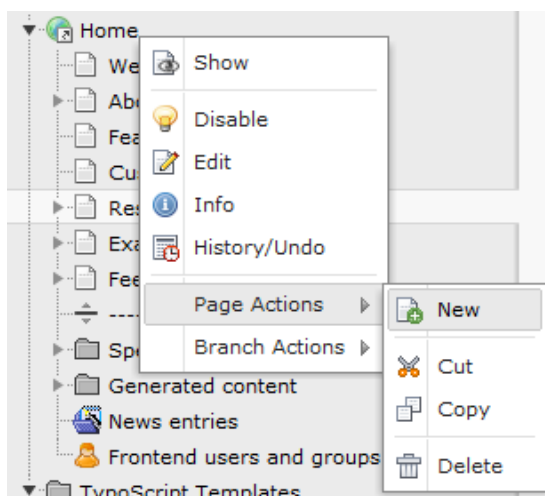 Home
We
Show
Abo
Disable
Fea
Edit
Cu
Res
Info
Exa
History/Undo
Fee
Page Actions
New
Spe
Branch Actions
Cut
Generated content
Copy
News entries
Frontend users and groups
Delete
TypoScript Templates